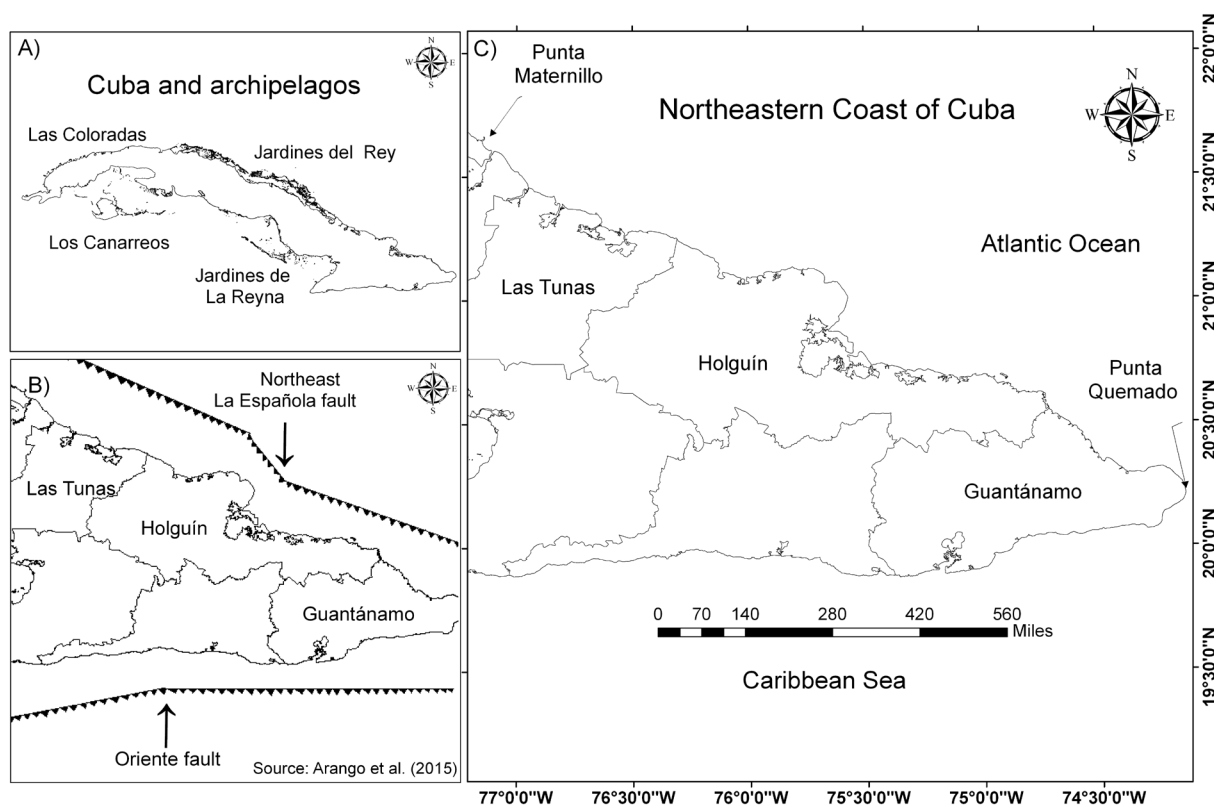 A)
N
W
E
S
Cuba and archipelagos
Las Coloradas
Jardines del Rey
Los Canarreos
Jardines de
La Reyna
B)
N
W
E
S
Northeast
La Española fault
Las Tunas
Holguín
Guantánamo
Oriente fault
Source: Arango et al. (2015)
C)
Punta
Maternillo
Northeastern Coast of Cuba
N
W
E
S
Atlantic Ocean
Las Tunas
Holguín
Punta
Quemado
Guantánamo
0 70 140 280 420 560
Miles
Caribbean Sea
22°0'0"N
21°30'0"N
21°0'0"N
20°30'0"N
20°0'0"N
19°30'0"N
77°0'0"W 76°30'0"W 76°0'0"W 75°30'0"W 75°0'0"W 74°30'0"W